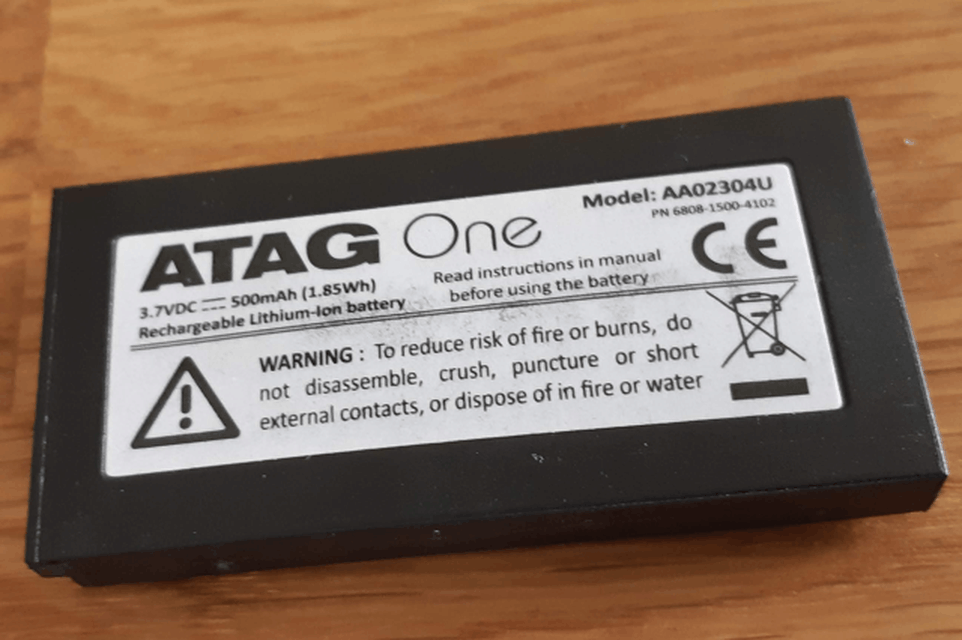 ATAG One
Model: AA02304U
PN 6808-1500-4102
3.7VDC ⎓ 500mAh (1.85Wh)
Rechargeable Lithium-Ion battery
Read instructions in manual
before using the battery
CE
WARNING : To reduce risk of fire or burns, do
not disassemble, crush, puncture or short
external contacts, or dispose of in fire or water